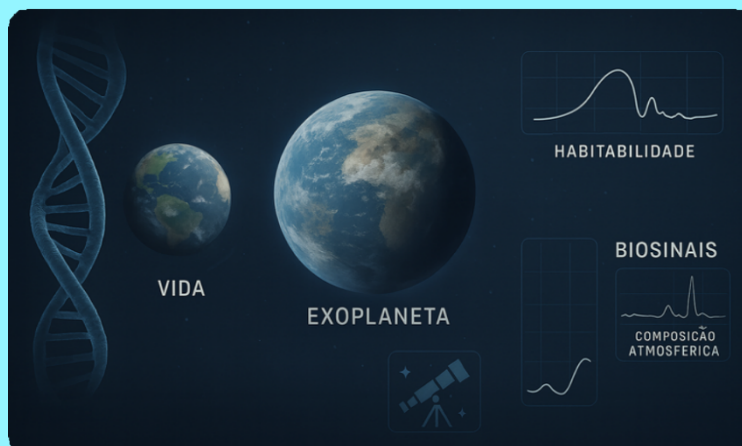 VIDA
EXOPLANETA
HABITABILIDADE
BIOSINAIS
COMPOSICÃO
ATMOSFERICA